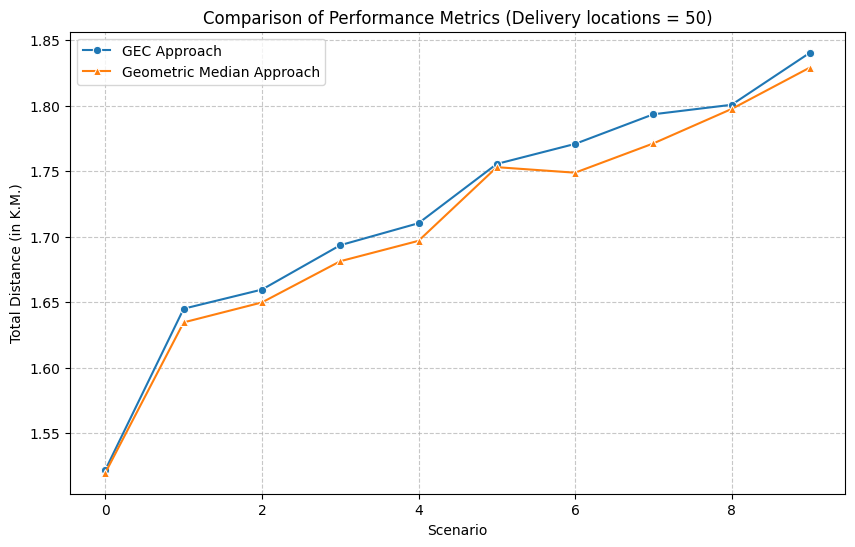 Comparison of Performance Metrics (Delivery locations = 50)
GEC Approach
Geometric Median Approach
1.85
1.80
1.75
1.70
1.65
1.60
1.55
Total Distance (in K.M.)
0 2 4 6 8
Scenario